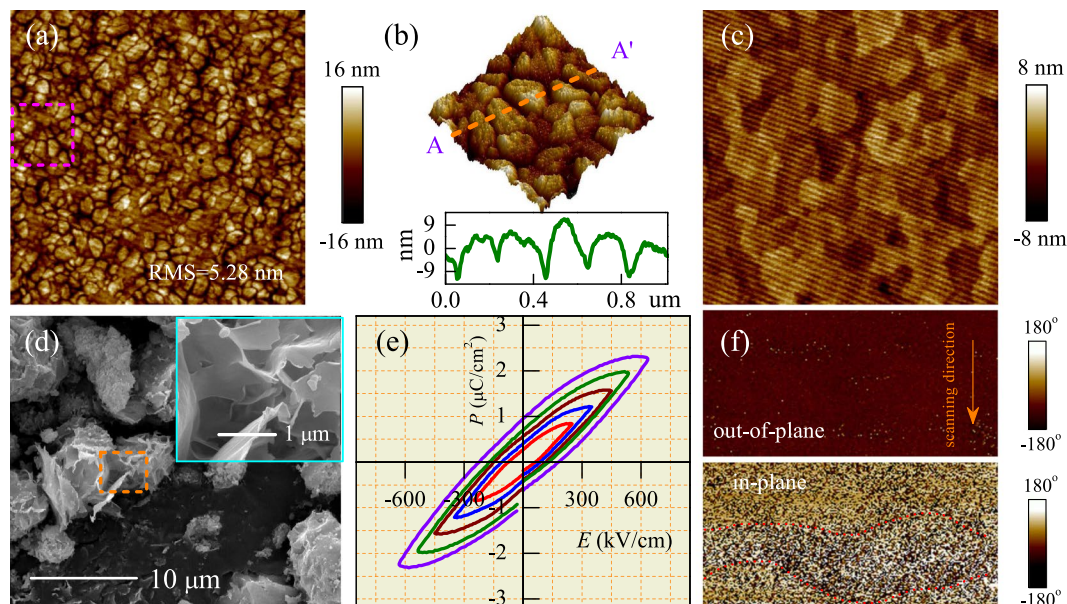 (a)
RMS=5.28 nm
16 nm
-16 nm
(b)
A
A'
9
0
-9
nm
0.0
0.4
0.8
um
(c)
8 nm
-8 nm
(d)
1 μm
10 μm
(e)
3
2
1
-1
-2
-3
P (μC/cm²)
-600
-300
300
600
E (kV/cm)
(f)
out-of-plane
scanning direction
180°
-180°
in-plane
180°
-180°